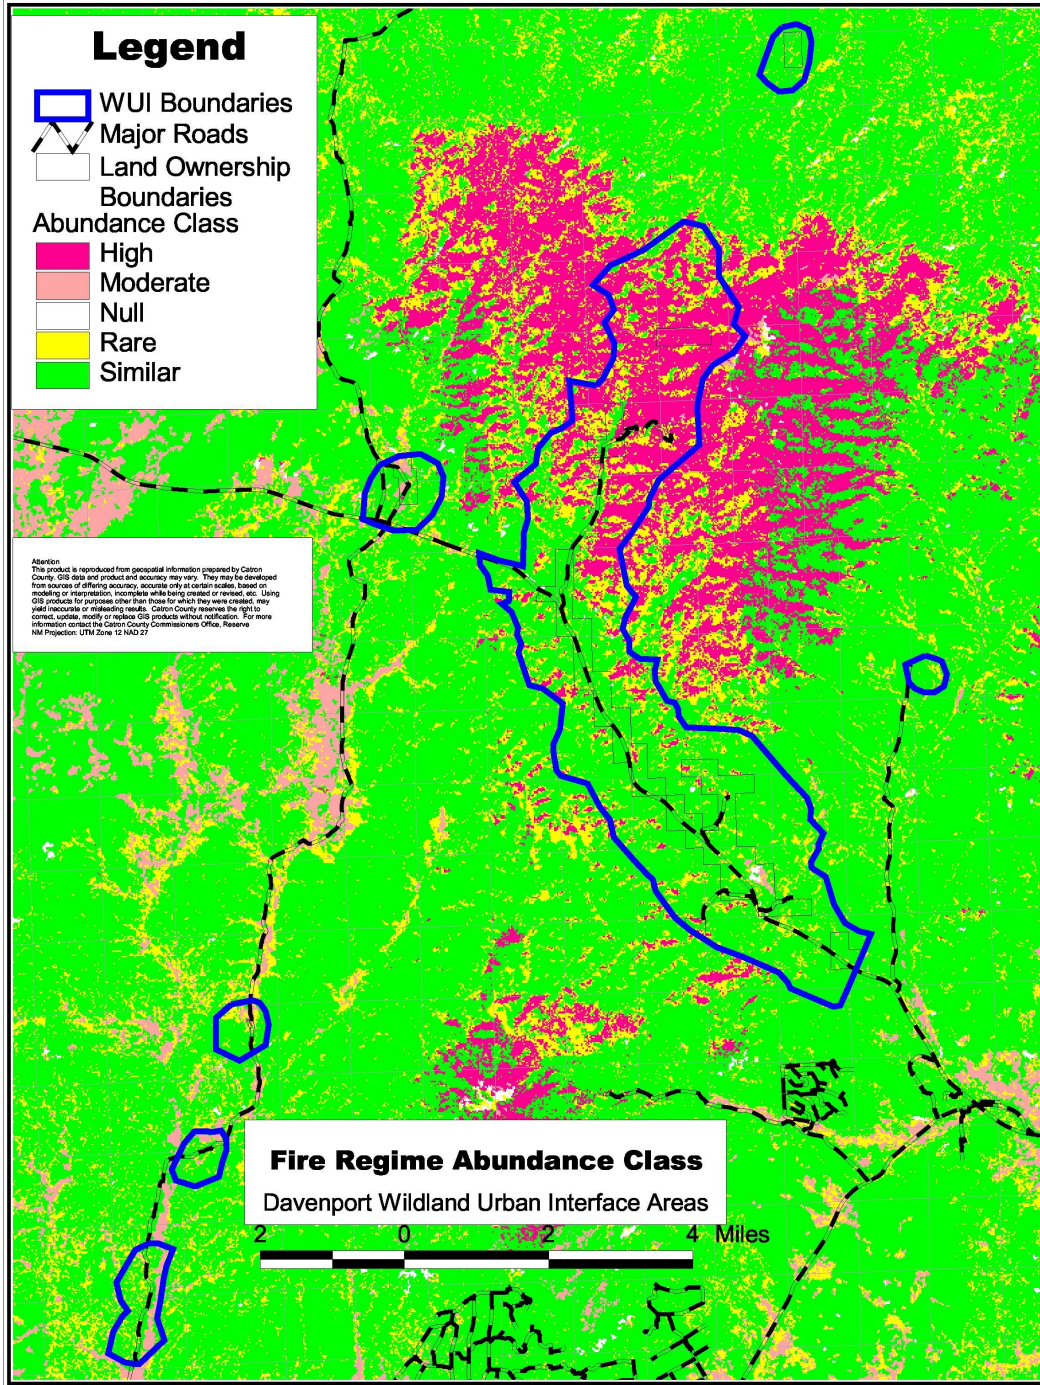 Legend
WUI Boundaries
Major Roads
Land Ownership
Boundaries
Abundance Class
High
Moderate
Null
Rare
Similar
Attention
This product is reproduced from geospatial information prepared by Catron
County. GIS data and product and accuracy may vary. They may be developed
from sources of differing accuracy, accurate only at certain scales, based on
modeling or interpretation, incomplete while being created or revised, etc. Using
GIS products for purposes other than those for which they were created, may
yield inaccurate or misleading results. Catron County reserves the right to
correct, update, modify or replace GIS products without notification. For more
information contact the Catron County Commissioners Office, Reserve
NM Projection: UTM Zone 12 NAD 27
Fire Regime Abundance Class
Davenport Wildland Urban Interface Areas
2 0 2 4 Miles